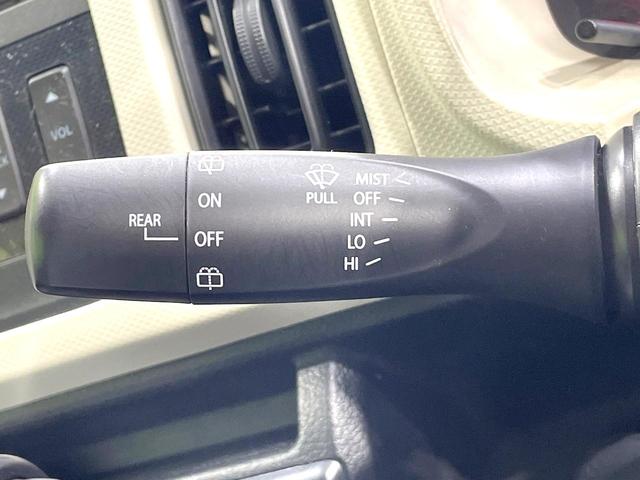 VOL
ON
REAR
OFF
PULL
MIST
OFF
INT
LO
HI